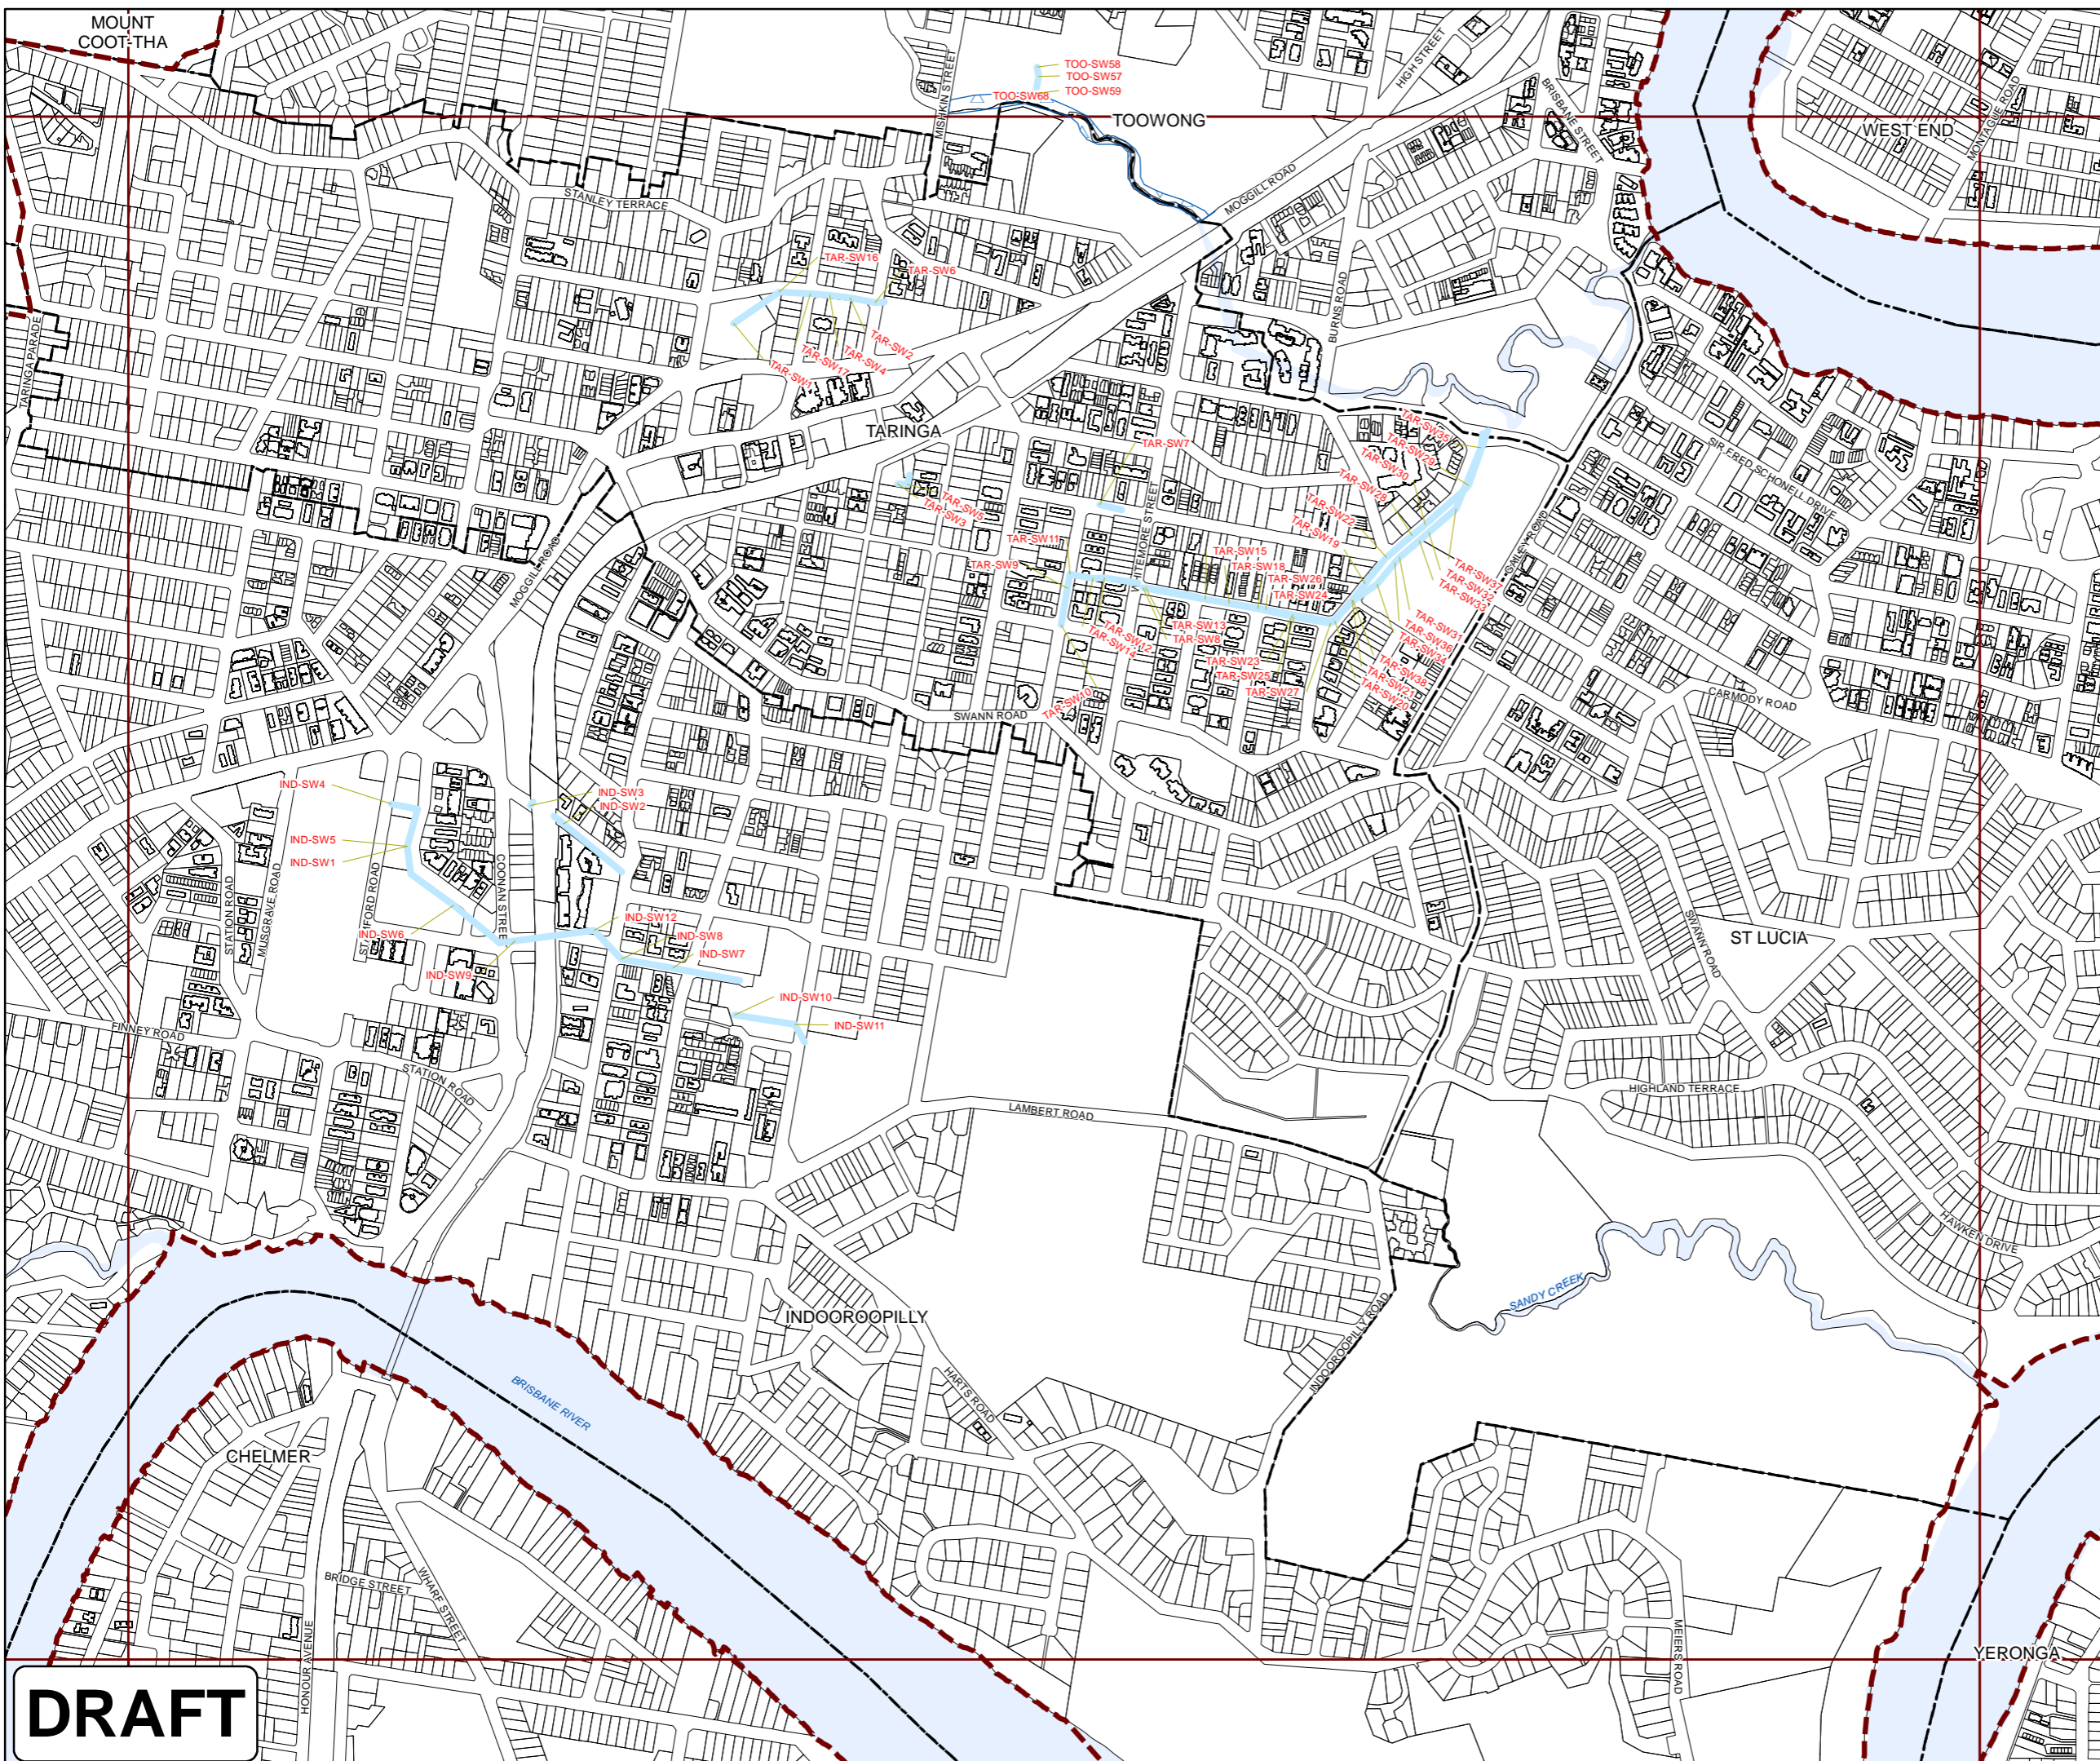 MOUNT
COOT-THA
TOO-SW58
TOO-SW57
TOO-SW59
TOO-SW68
HIGH STREET
MISHKIN STREET
BRISBANE STREET
TOOWONG
WEST END
MONTAGUE ROAD
STANLEY TERRACE
MOGGILL ROAD
TAR-SW16
TAR-SW6
BURNS ROAD
TARINGA PARADE
TAR-SW2
TAR-SW4
TAR-SW17
TAR-SW1
TARINGA
TAR-SW7
TAR-SW35
TAR-SW29
TAR-SW30
TAR-SW28
TAR-SW22
TAR-SW19
SIR FRED SCHONELL DRIVE
TAR-SW5
TAR-SW3
TAR-SW11
TAR-SW9
WHITEMORE STREET
TAR-SW15
TAR-SW18
TAR-SW26
TAR-SW24
MOGGILL ROAD
TAR-SW37
TAR-SW32
TAR-SW33
TAR-SW13
TAR-SW8
TAR-SW12
TAR-SW14
TAR-SW31
TAR-SW36
TAR-SW34
TAR-SW23
TAR-SW25
TAR-SW27
TAR-SW38
TAR-SW21
TAR-SW20
TAR-SW10
SWANN ROAD
CARMODY ROAD
IND-SW4
IND-SW3
IND-SW2
IND-SW5
IND-SW1
COONAN STREET
STATION ROAD
MUSGRAVE ROAD
STAMFORD ROAD
IND-SW12
IND-SW6
IND-SW8
IND-SW7
IND-SW9
SWANN ROAD
ST LUCIA
IND-SW10
IND-SW11
FINNEY ROAD
STATION ROAD
LAMBERT ROAD
HIGHLAND TERRACE
HAWKEN DRIVE
SANDY CREEK
INDOOROOPILLY
INDOOROOPILLY ROAD
BRISBANE RIVER
HARTS ROAD
CHELMER
BRIDGE STREET
WHARF STREET
HONOUR AVENUE
MEIERS ROAD
YERONGA
DRAFT